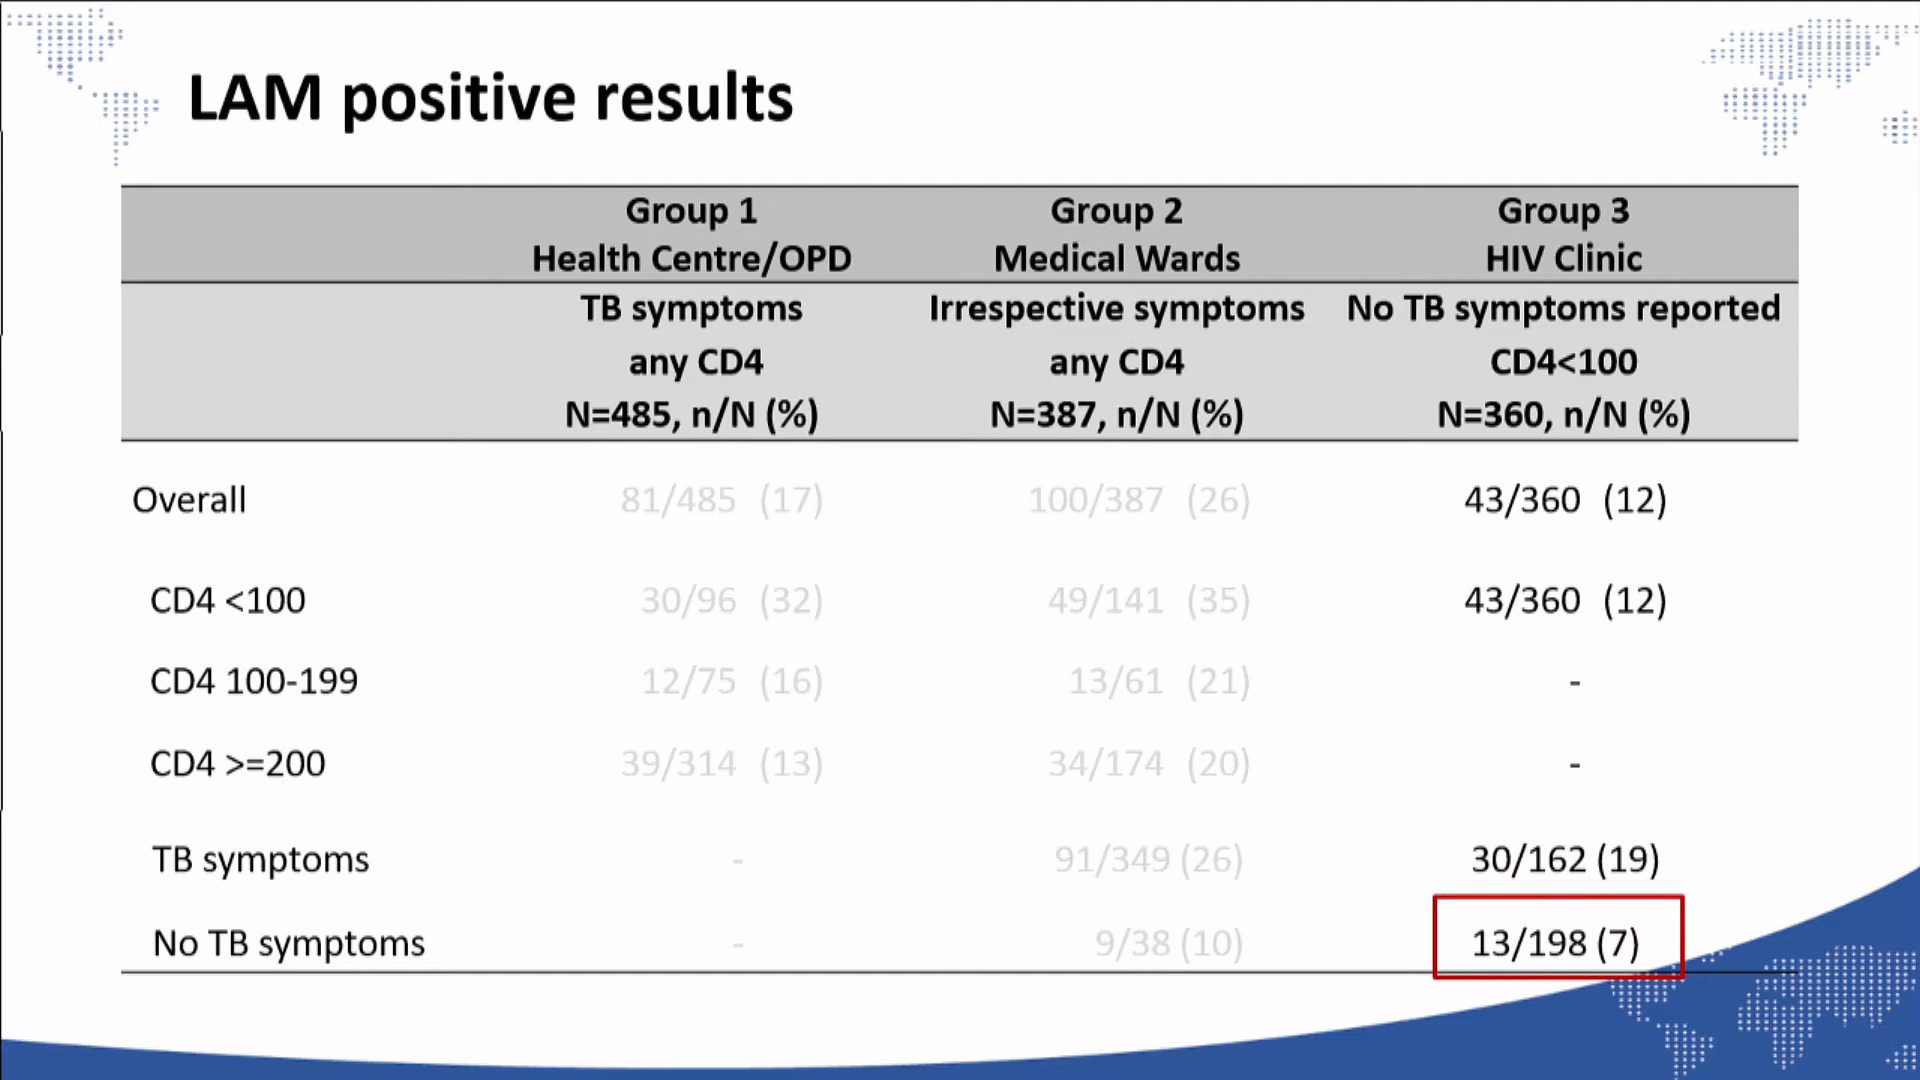 LAM positive results
Group 1 Group 2 Group 3
Health Centre/OPD Medical Wards HIV Clinic
TB symptoms Irrespective symptoms No TB symptoms reported
any CD4 any CD4 CD4<100
N=485, n/N (%) N=387, n/N (%) N=360, n/N (%)
Overall 81/485 (17) 100/387 (26) 43/360 (12)
CD4 <100 30/96 (32) 49/141 (35) 43/360 (12)
CD4 100-199 12/75 (16) 13/61 (21) -
CD4 >=200 39/314 (13) 34/174 (20) -
TB symptoms - 91/349 (26) 30/162 (19)
No TB symptoms - 9/38 (10) 13/198 (7)